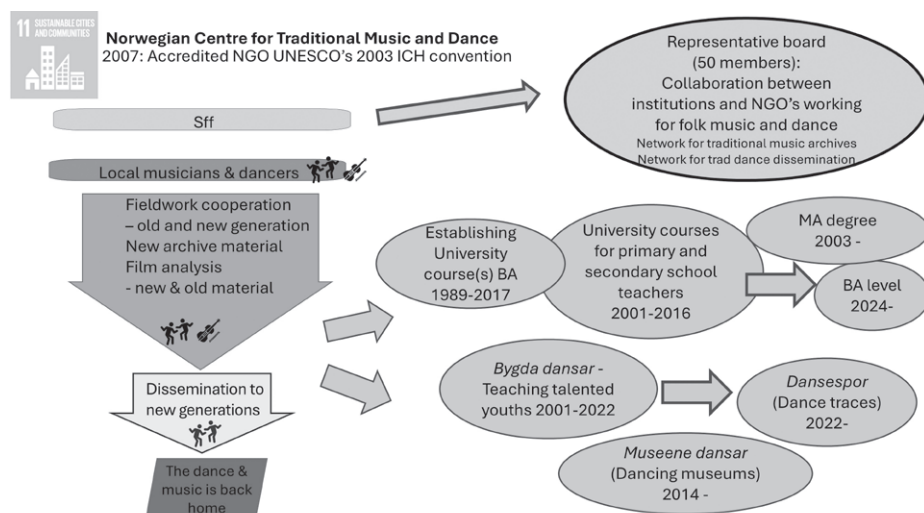 11 SUSTAINABLE CITIES
AND COMMUNITIES
Norwegian Centre for Traditional Music and Dance
2007: Accredited NGO UNESCO's 2003 ICH convention
Representative board
(50 members):
Collaboration between
institutions and NGO's working
for folk music and dance
Network for traditional music archives
Network for trad dance dissemination
Sff
Local musicians & dancers
Fieldwork cooperation
– old and new generation
New archive material
Film analysis
- new & old material
Establishing
University
course(s) BA
1989-2017
University courses
for primary and
secondary school
teachers
2001-2016
MA degree
2003 -
BA level
2024-
Dissemination to
new generations
Bygda dansar -
Teaching talented
youths 2001-2022
Dansespor
(Dance traces)
2022-
Museene dansar
(Dancing museums)
2014 -
The dance &
music is back
home